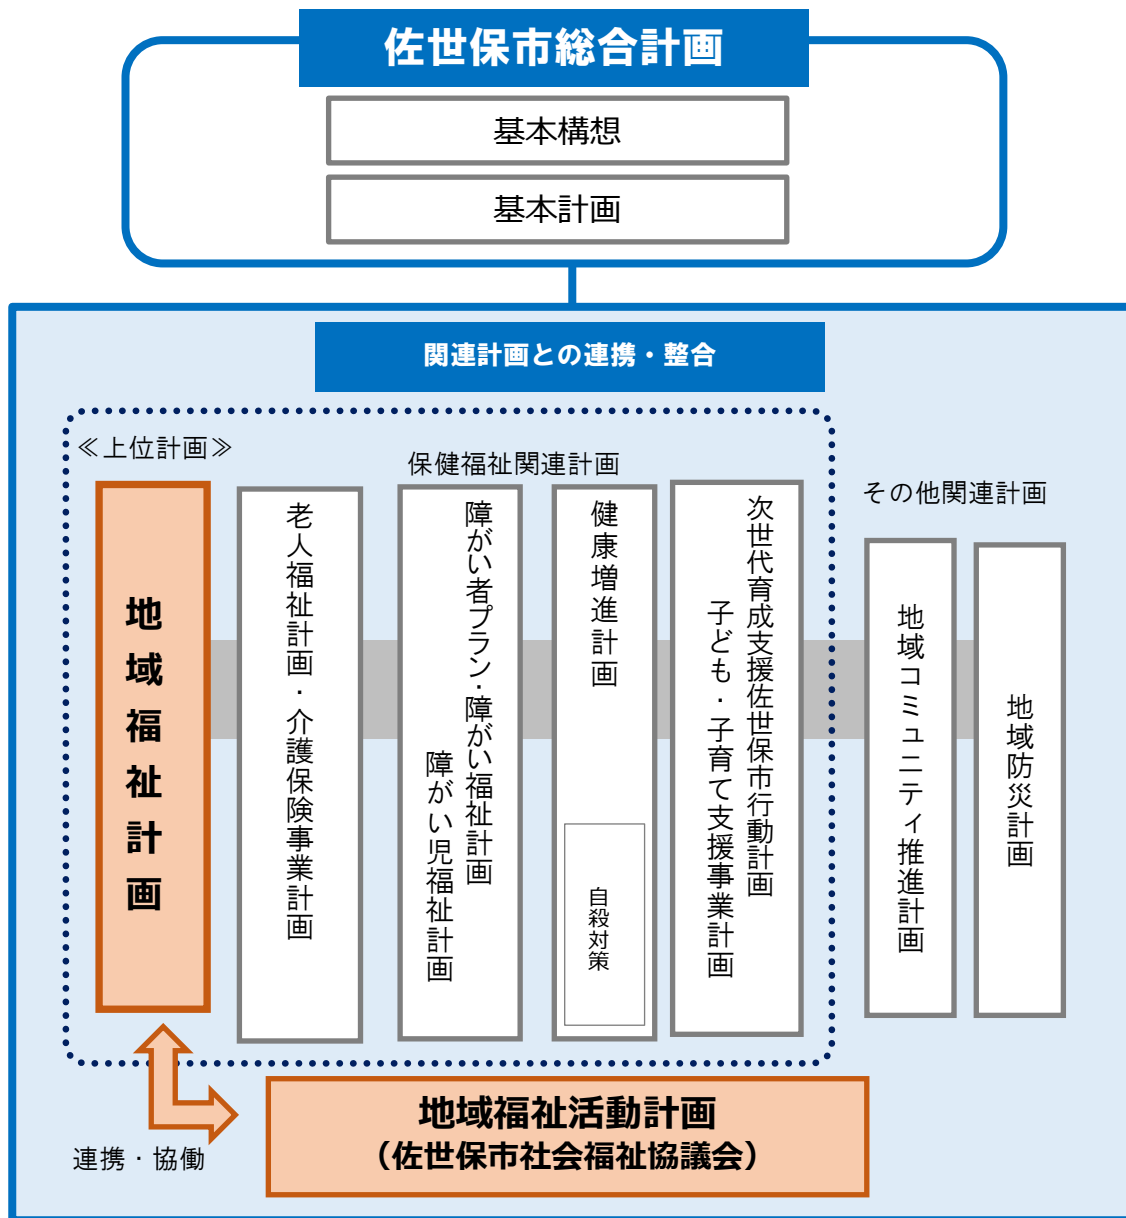 佐世保市総合計画
基本構想
基本計画
関連計画との連携・整合
≪上位計画≫
保健福祉関連計画
その他関連計画
地域福祉計画
老人福祉計画・介護保険事業計画
障がい者プラン・障がい福祉計画
障がい児福祉計画
健康増進計画
自殺対策
次世代育成支援佐世保市行動計画
子ども・子育て支援事業計画
地域コミュニティ推進計画
地域防災計画
連携・協働
地域福祉活動計画
（佐世保市社会福祉協議会）